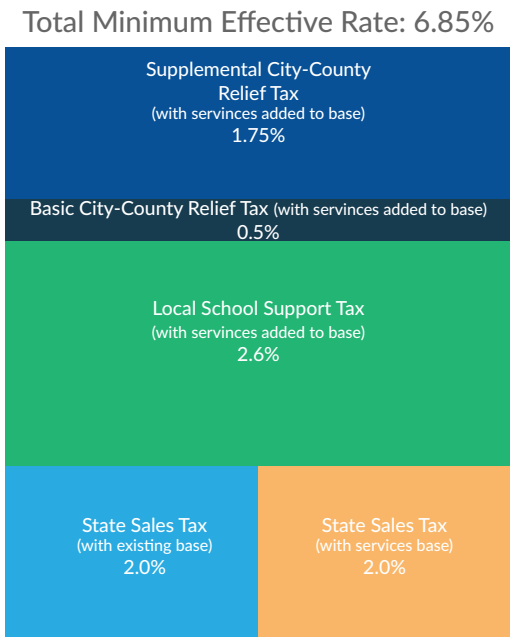 Total Minimum Effective Rate: 6.85%
Supplemental City-County
Relief Tax
(with servinces added to base)
1.75%
Basic City-County Relief Tax (with servinces added to base)
0.5%
Local School Support Tax
(with servinces added to base)
2.6%
State Sales Tax
(with existing base)
2.0%
State Sales Tax
(with services base)
2.0%